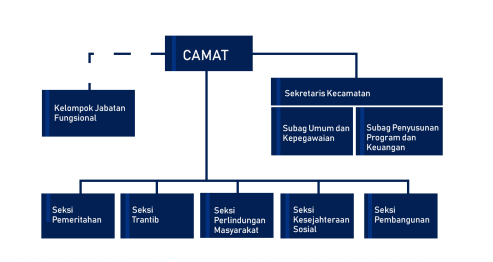 CAMAT
Sekretaris Kecamatan
Kelompok Jabatan
Fungsional
Subag Umum dan
Kepegawaian
Subag Penyusunan
Program dan
Keuangan
Seksi
Pemeritahan
Seksi
Trantib
Seksi
Perlindungan
Masyarakat
Seksi
Kesejahteraan
Sosial
Seksi
Pembangunan